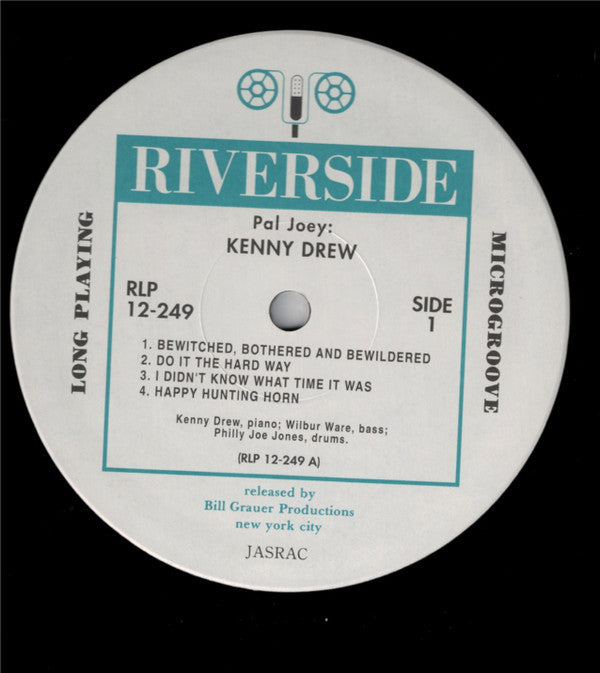 RIVERSIDE
Pal Joey:
KENNY DREW
LONG PLAYING
MICROGROOVE
RLP
12-249
SIDE
1
1. BEWITCHED, BOTHERED AND BEWILDERED
2. DO IT THE HARD WAY
3. I DIDN'T KNOW WHAT TIME IT WAS
4. HAPPY HUNTING HORN
Kenny Drew, piano; Wilbur Ware, bass;
Philly Joe Jones, drums.
(RLP 12-249 A)
released by
Bill Grauer Productions
new york city
JASRAC